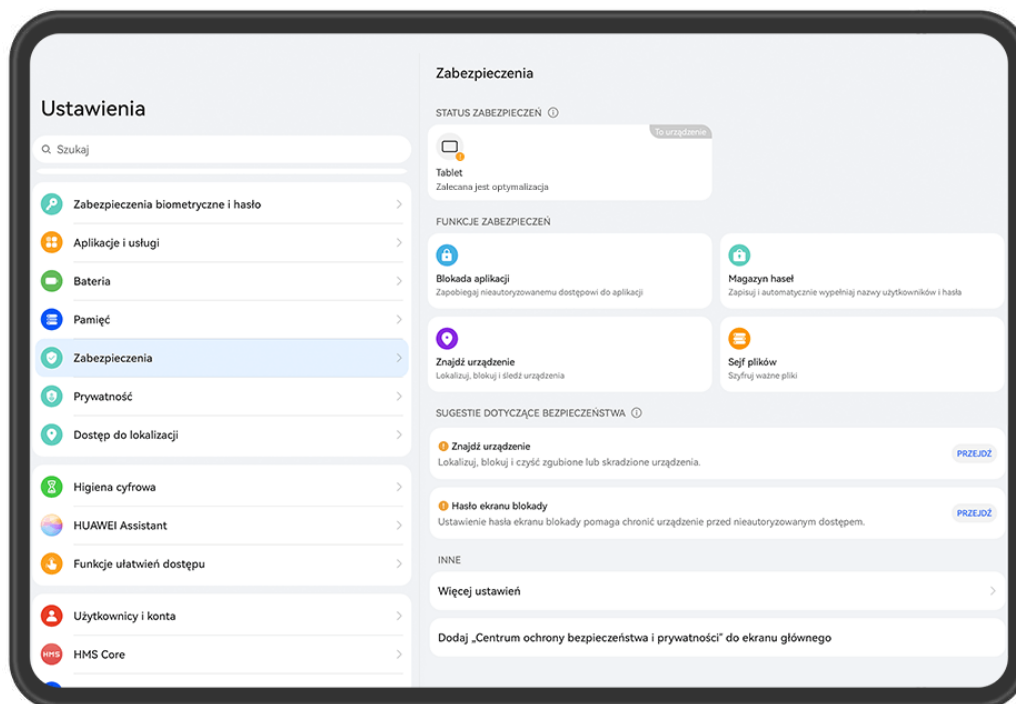 Ustawienia
Szukaj
Zabezpieczenia biometryczne i hasło
Aplikacje i usługi
Bateria
Pamięć
Zabezpieczenia
Prywatność
Dostęp do lokalizacji
Higiena cyfrowa
HUAWEI Assistant
Funkcje ułatwień dostępu
Użytkownicy i konta
HMS
HMS Core
Zabezpieczenia
STATUS ZABEZPIECZEŃ
To urządzenie
Tablet
Zalecana jest optymalizacja
FUNKCJE ZABEZPIECZEŃ
Blokada aplikacji
Zapobiegaj nieautoryzowanemu dostępowi do aplikacji
Magazyn haseł
Zapisuj i automatycznie wypełniaj nazwy użytkowników i hasła
Znajdź urządzenie
Lokalizuj, blokuj i śledź urządzenia
Sejf plików
Szyfruj ważne pliki
SUGESTIE DOTYCZĄCE BEZPIECZEŃSTWA
Znajdź urządzenie
Lokalizuj, blokuj i czyść zgubione lub skradzione urządzenia.
PRZEJDŹ
Hasło ekranu blokady
Ustawienie hasła ekranu blokady pomaga chronić urządzenie przed nieautoryzowanym dostępem.
PRZEJDŹ
INNE
Więcej ustawień
Dodaj „Centrum ochrony bezpieczeństwa i prywatności” do ekranu głównego